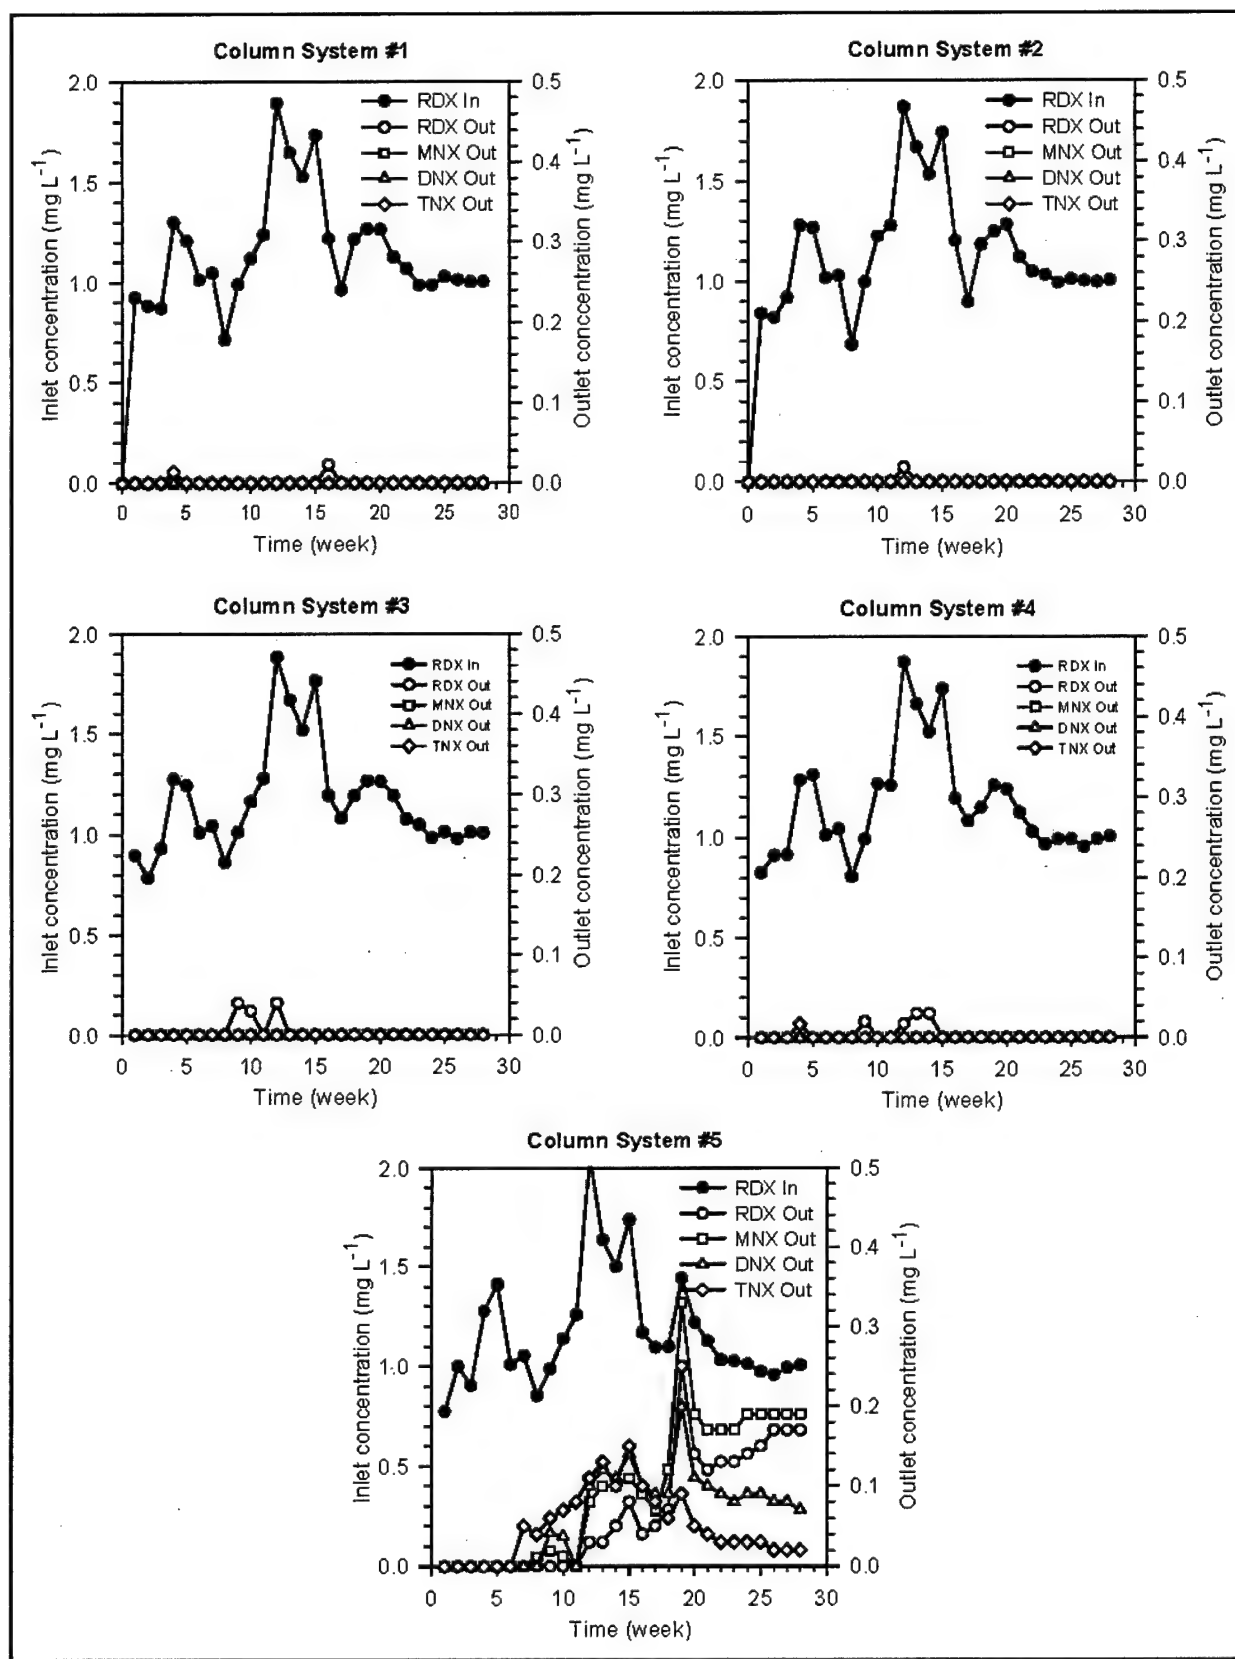 Column System #1
2.0
1.5
1.0
0.5
0.0
Inlet concentration (mg L-1)
0.5
0.4
0.3
0.2
0.1
0.0
Outlet conccentration (mg L-1)
RDX In
RDX Out
MNX Out
DNX Out
TNX Out
0 5 10 15 20 25 30
Time (week)
Column System #2
2.0
1.5
1.0
0.5
0.0
Inlet concentration (mg L-1)
0.5
0.4
0.3
0.2
0.1
0.0
Outlet concentration (mg L-1)
RDX In
RDX Out
MNX Out
DNX Out
TNX Out
0 5 10 15 20 25 30
Time (week)
Column System #3
2.0
1.5
1.0
0.5
0.0
Inlet concentration (mg L-1)
0.5
0.4
0.3
0.2
0.1
0.0
Outlet concentration (mg L-1)
RDX In
RDX Out
MNX Out
DNX Out
TNX Out
0 5 10 15 20 25 30
Time (week)
Column System #4
2.0
1.5
1.0
0.5
0.0
Inlet concentration (mg L-1)
0.5
0.4
0.3
0.2
0.1
0.0
Outlet concentration (mg L-1)
RDX In
RDX Out
MNX Out
DNX Out
TNX Out
0 5 10 15 20 25 30
Time (week)
Column System #5
2.0
1.5
1.0
0.5
0.0
Inlet concentration (mg L-1)
0.5
0.4
0.3
0.2
0.1
0.0
Outlet concentration (mg L-1)
RDX In
RDX Out
MNX Out
DNX Out
TNX Out
0 5 10 15 20 25 30
Time (week)